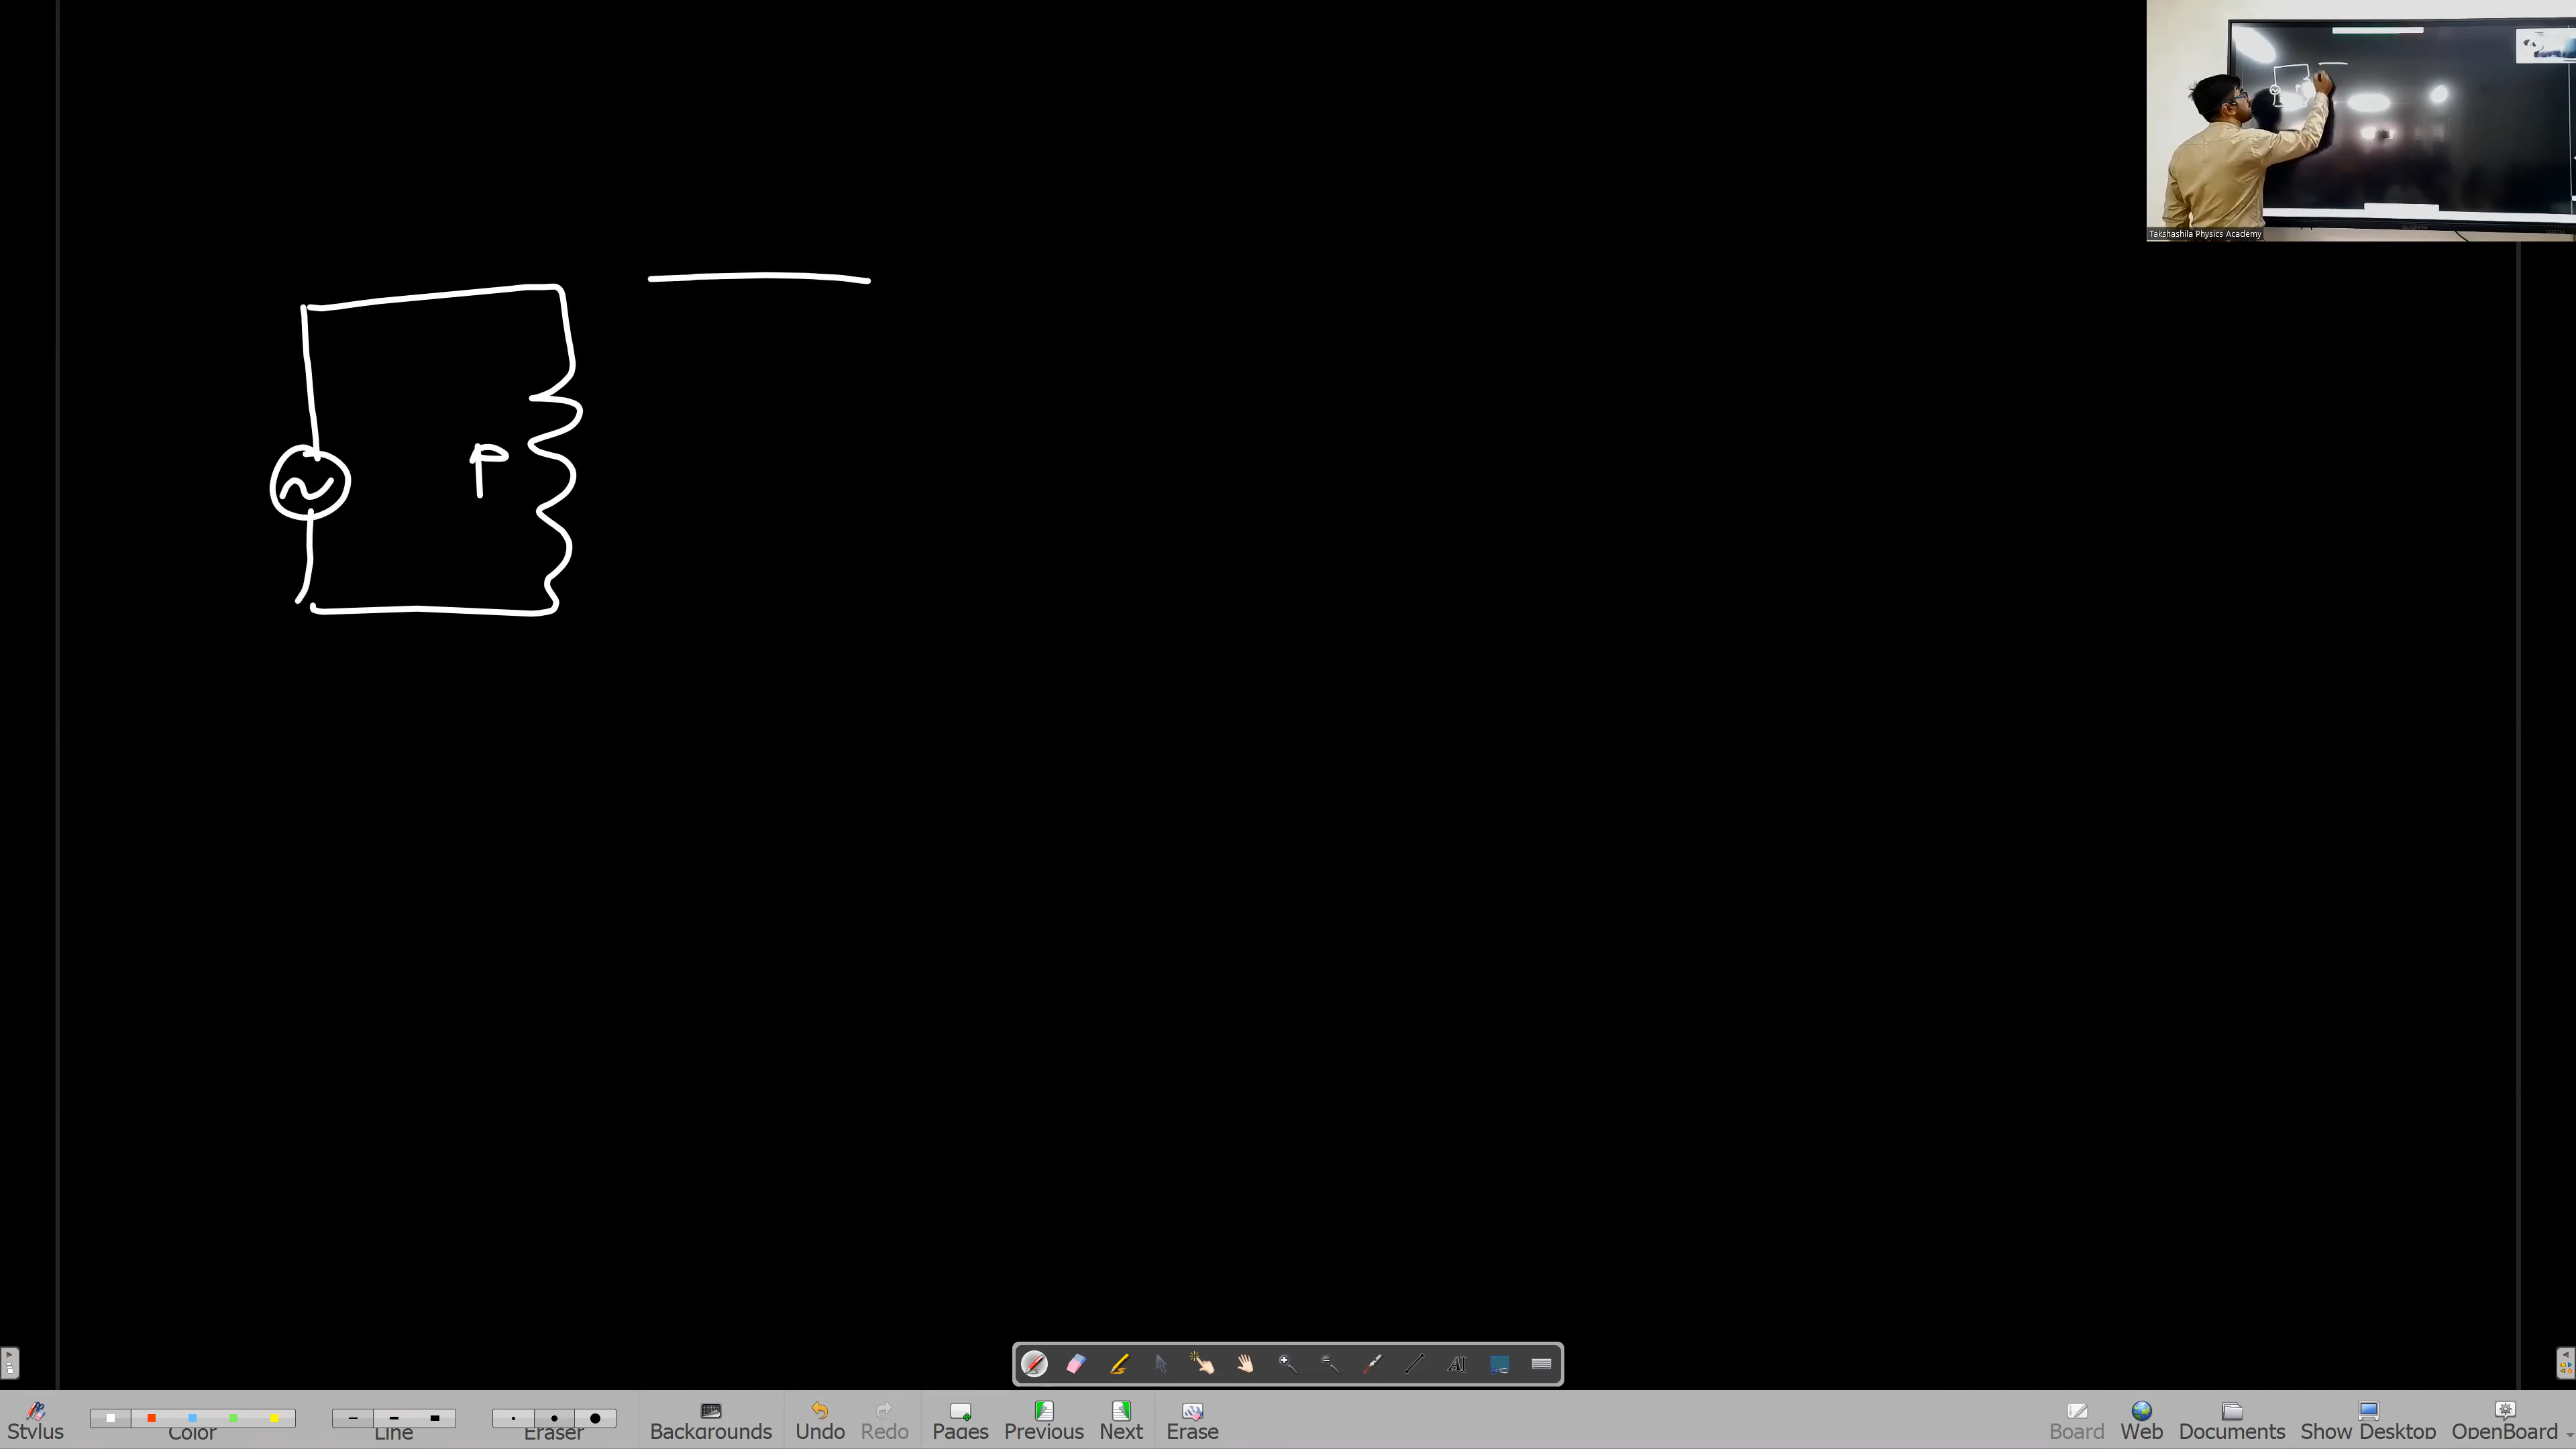 Takshashila Physics Academy
P
Stylus
Color
Line
Eraser
Backgrounds
Undo
Redo
Pages
Previous
Next
Erase
Board
Web
Documents
Show Desktop
OpenBoard